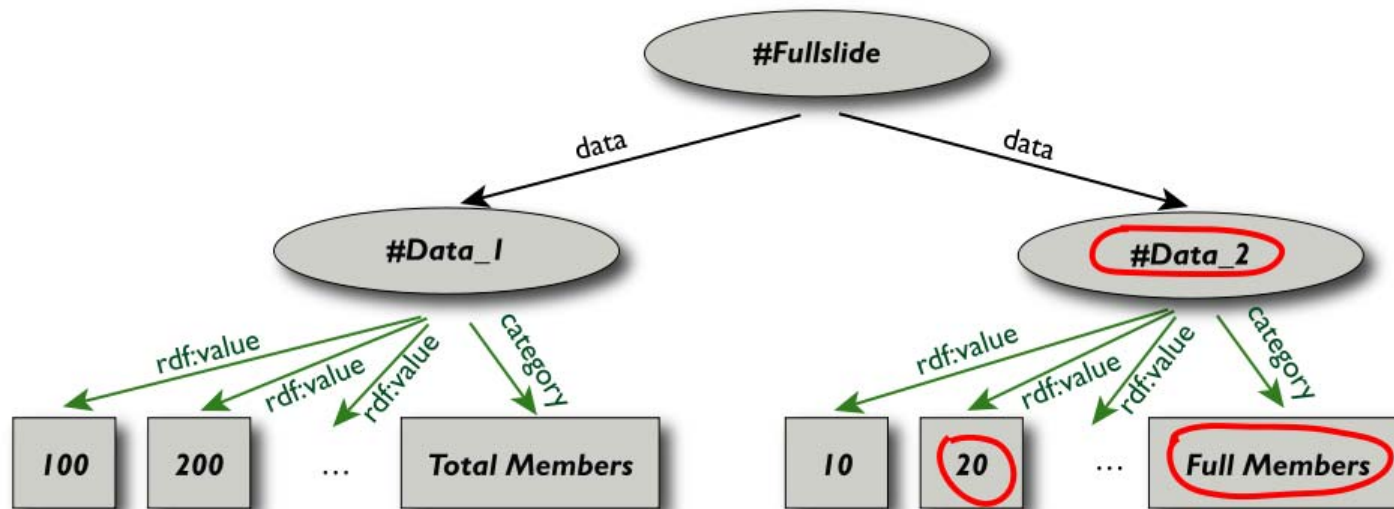 #Fullslide
data
data
#Data_1
#Data_2
rdf:value
rdf:value
rdf:value
category
rdf:value
rdf:value
rdf:value
category
100
200
...
Total Members
10
20
...
Full Members